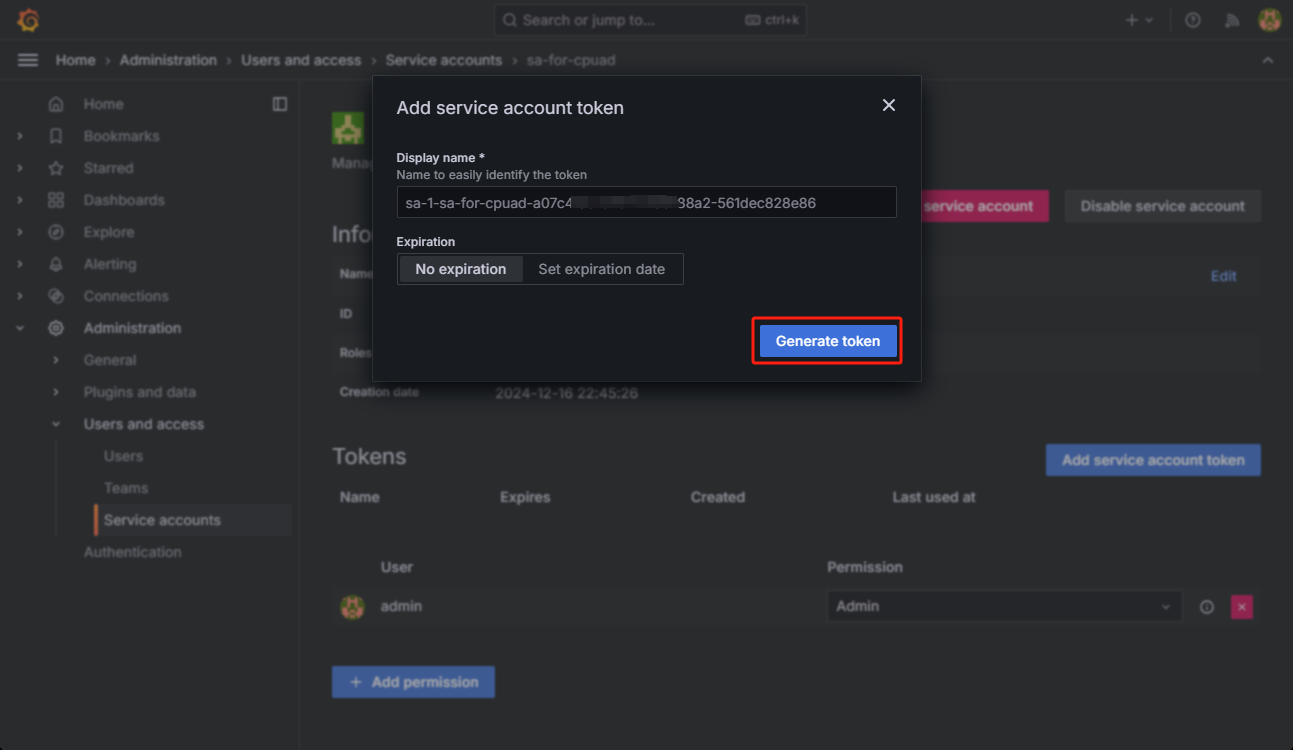 Search or jump to... ctrl+k
Home › Administration › Users and access › Service accounts › sa-for-cpuad
Home
Bookmarks
Starred
Dashboards
Explore
Alerting
Connections
Administration
General
Plugins and data
Users and access
Users
Teams
Service accounts
Authentication
Add service account token
Display name *
Name to easily identify the token
sa-1-sa-for-cpuad-a07c4 38a2-561dec828e86
Expiration
No expiration Set expiration date
Generate token
service account Disable service account
Name Edit
ID
Roles
Creation date 2024-12-16 22:45:26
Tokens
Add service account token
Name Expires Created Last used at
User Permission
admin Admin
+ Add permission